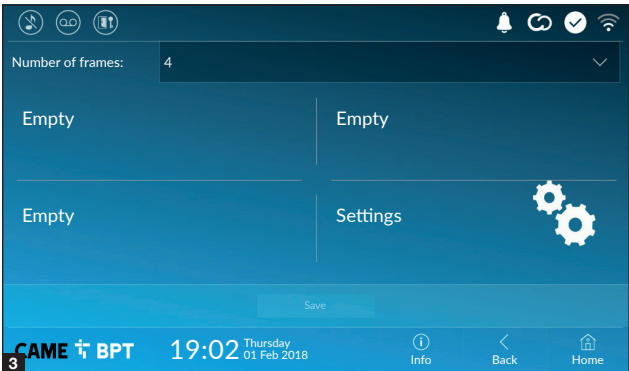 Number of frames: 4
Empty Empty
Empty Settings
Save
3
CAME BPT 19:02 Thursday
01 Feb 2018
Info Back Home